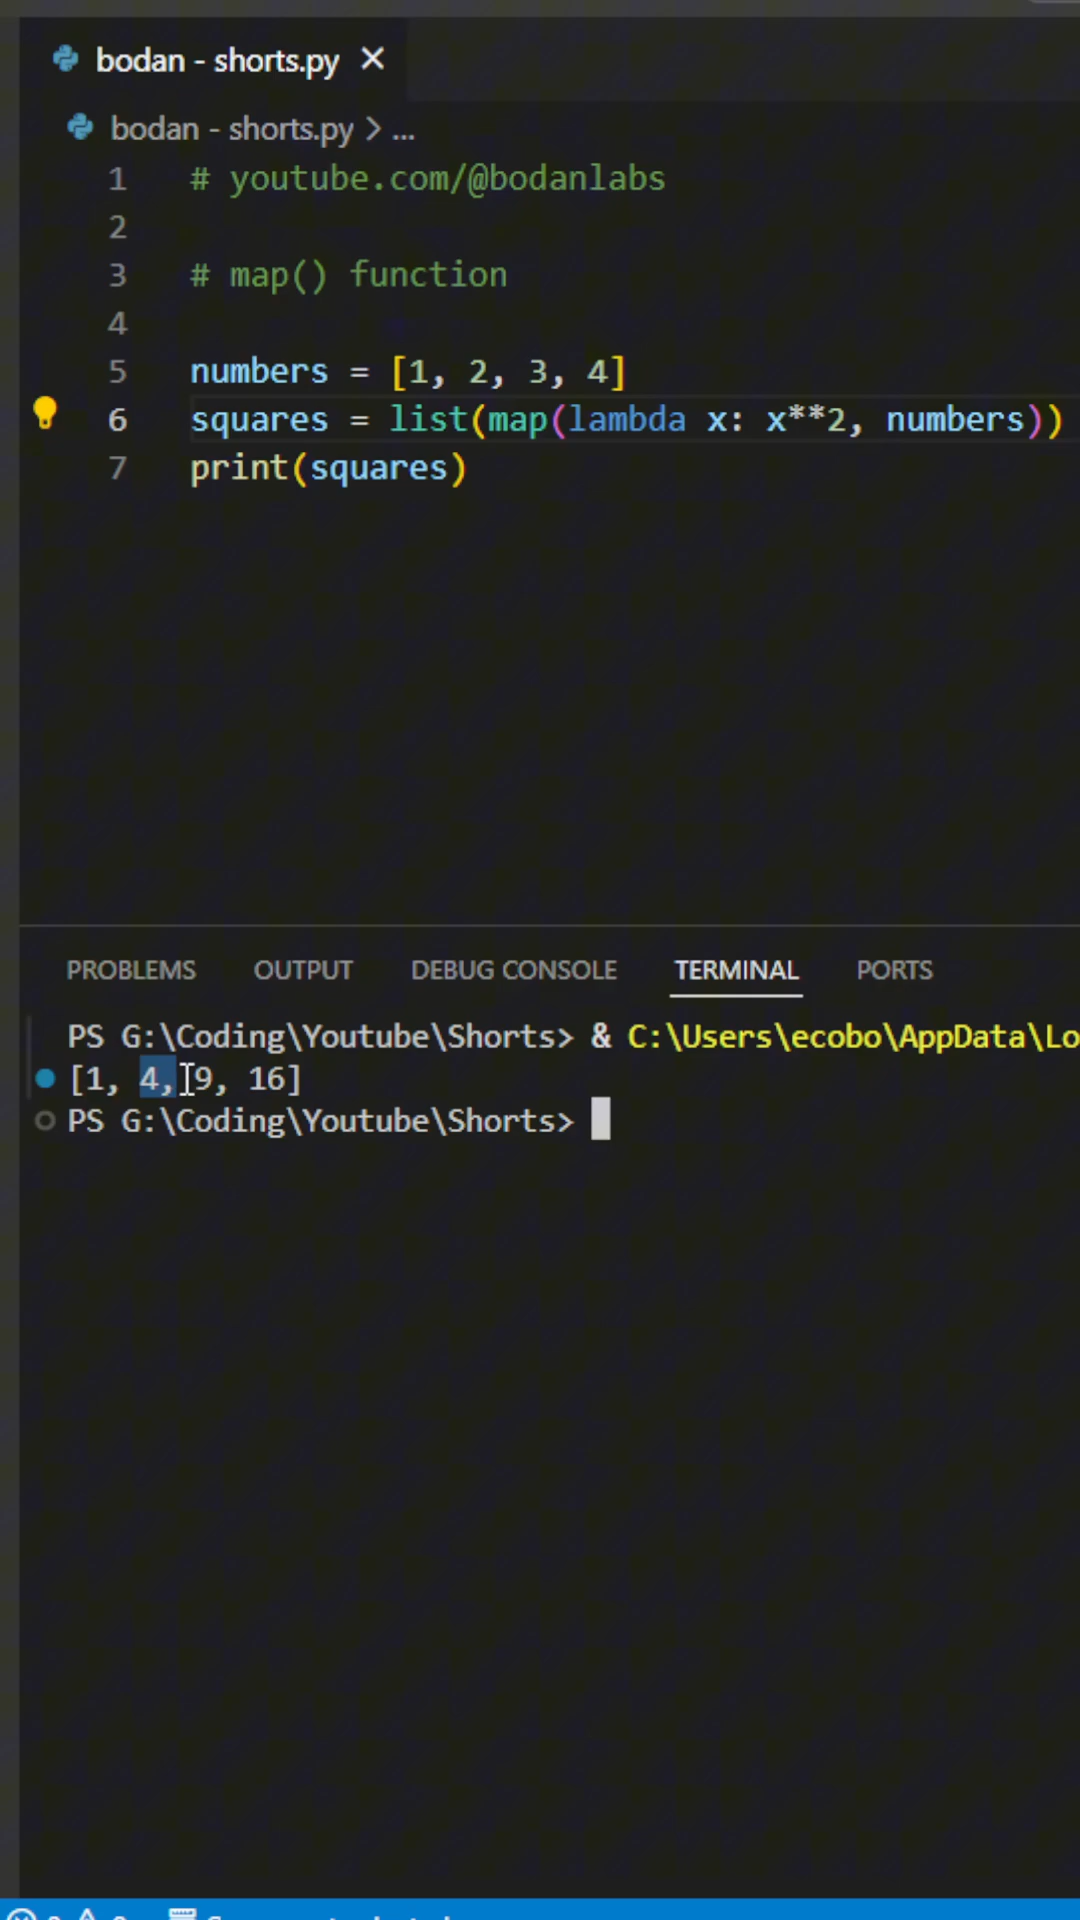 bodan - shorts.py
bodan - shorts.py > ...
1 # youtube.com/@bodanlabs
2
3 # map() function
4
5 numbers = [1, 2, 3, 4]
6 squares = list(map(lambda x: x**2, numbers))
7 print(squares)
PROBLEMS OUTPUT DEBUG CONSOLE TERMINAL PORTS
PS G:\Coding\Youtube\Shorts> & C:\Users\ecobo\AppData\Lo
[1, 4, 9, 16]
PS G:\Coding\Youtube\Shorts>